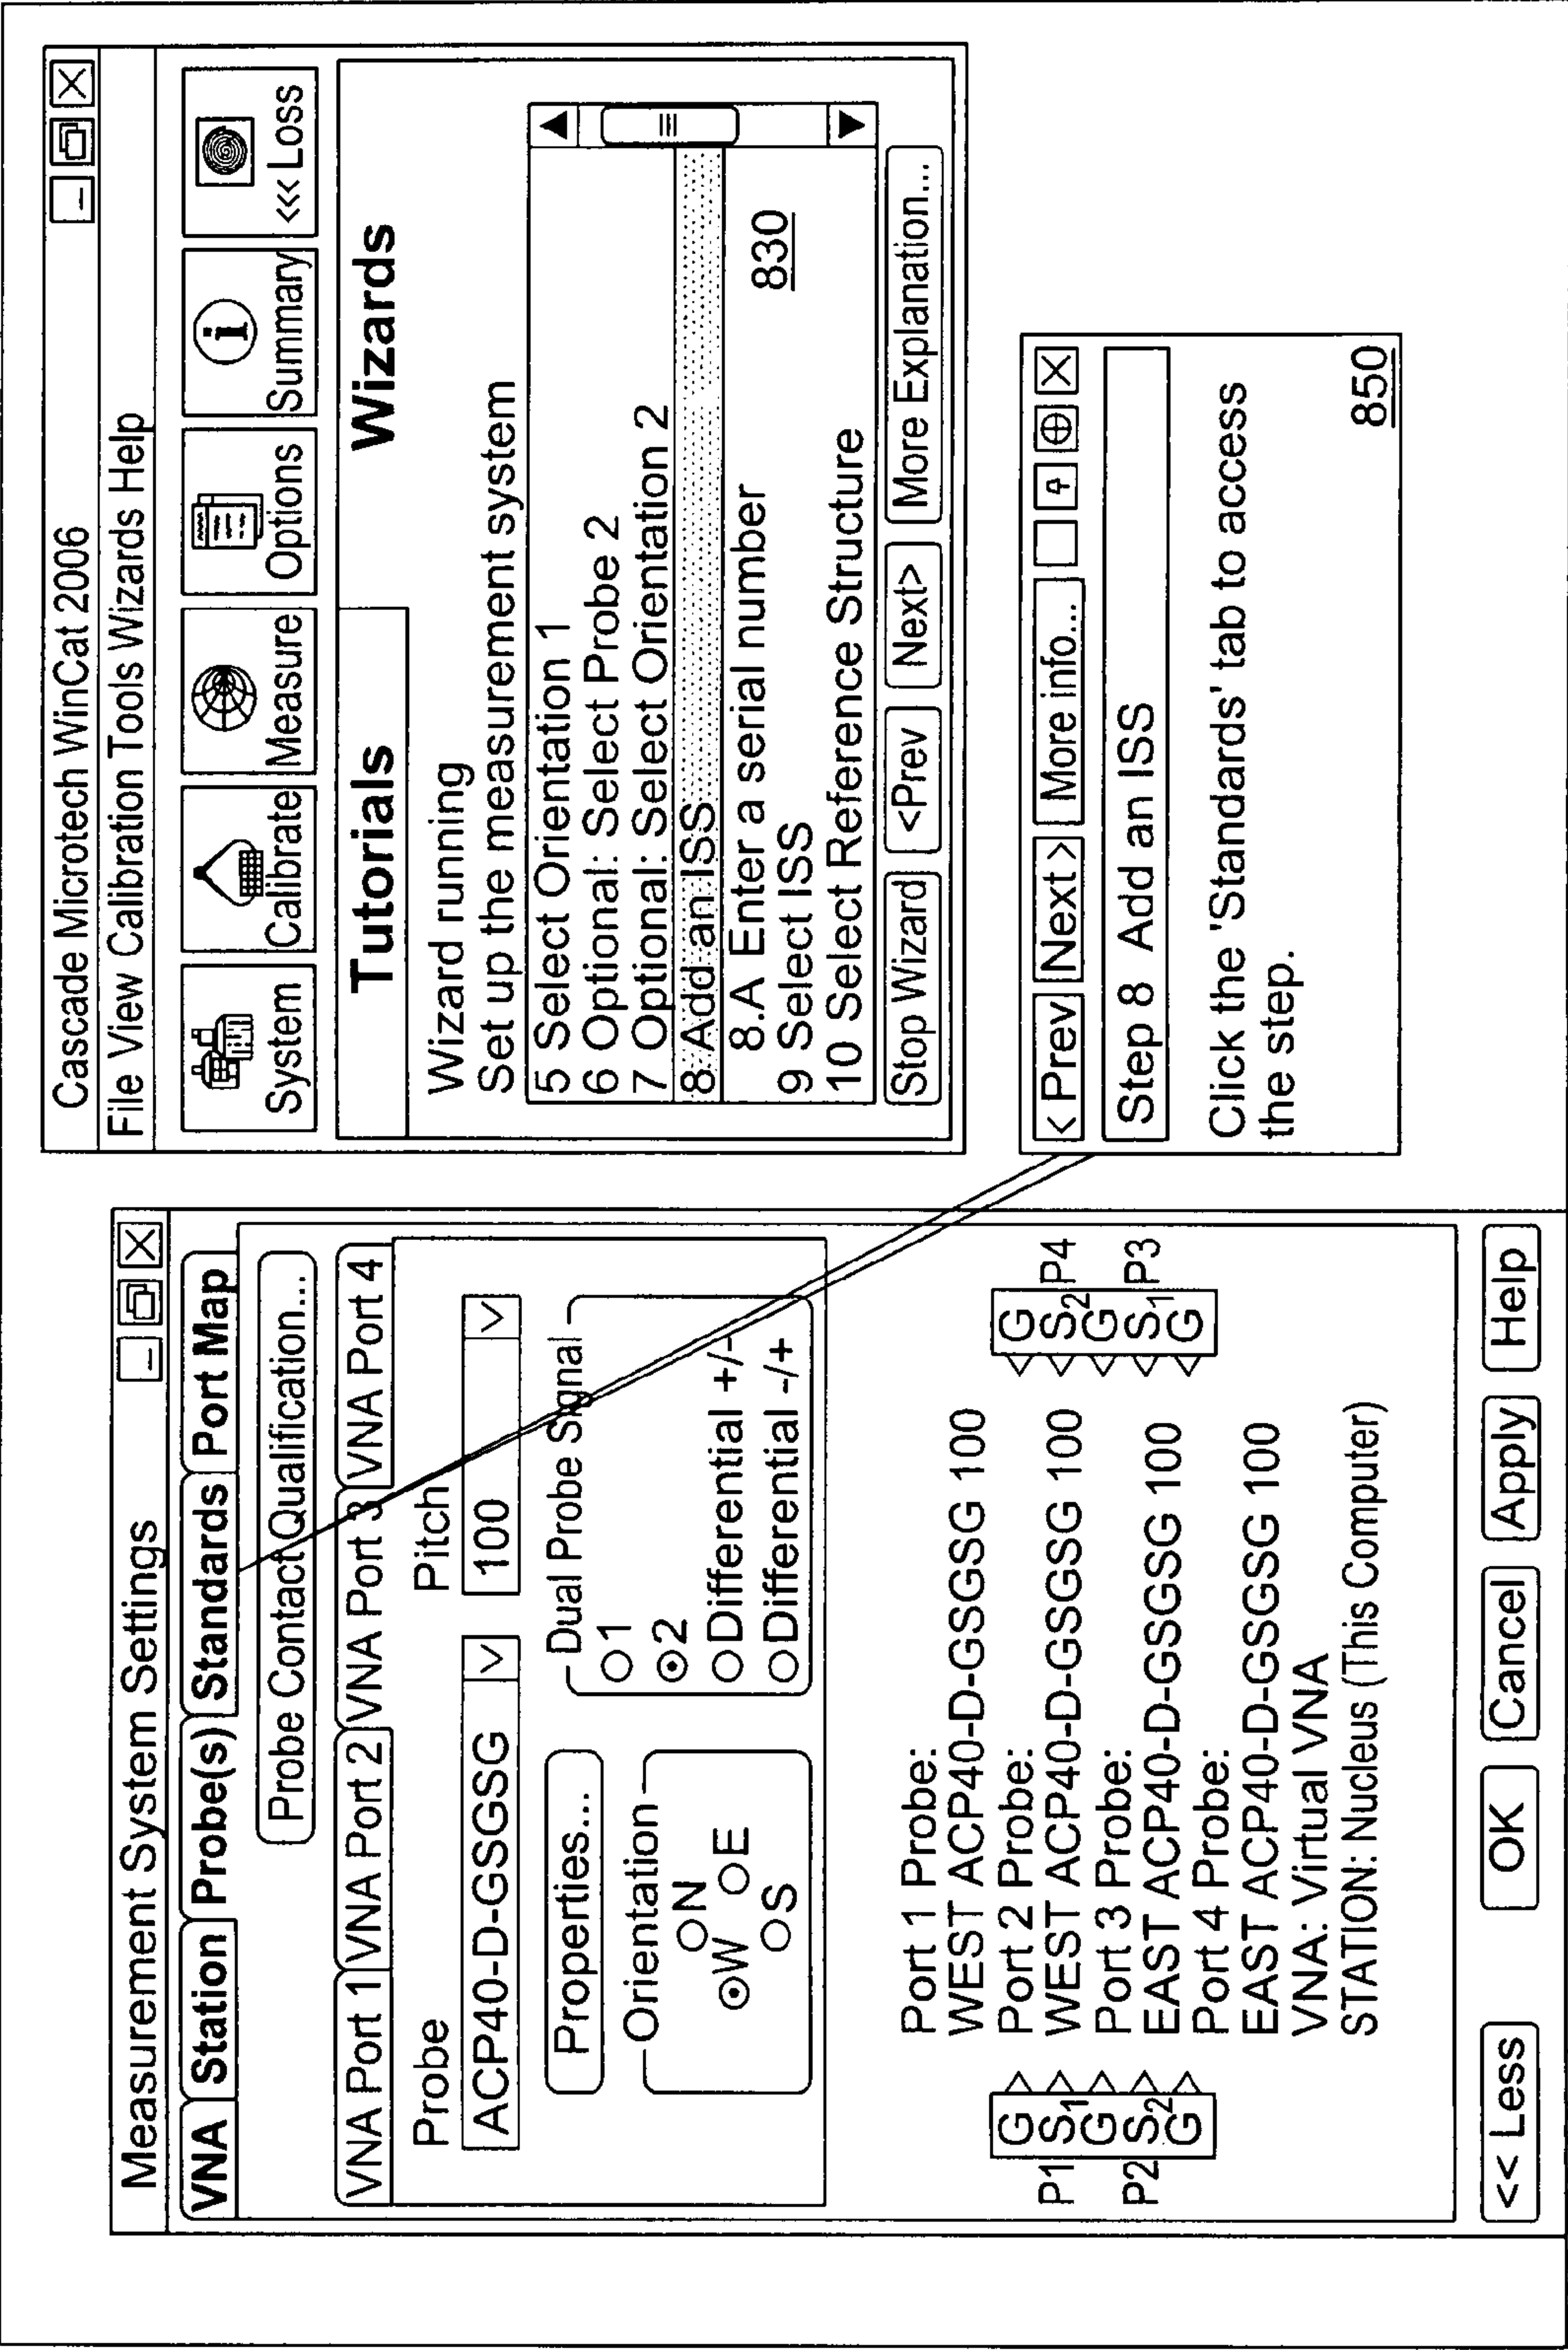 Measurement System Settings
VNA Station Probe(s) Standards Port Map
Probe Contact Qualification...
VNA Port 1 VNA Port 2 VNA Port 3 VNA Port 4
Probe Pitch
ACP40-D-GSGSG 100
Properties...
Orientation
N
W E
S
Dual Probe Signal
1
2
Differential +/-
Differential -/+
G
P1 S1
G
P2 S2
G
Port 1 Probe:
WEST ACP40-D-GSGSG 100
Port 2 Probe:
WEST ACP40-D-GSGSG 100
Port 3 Probe:
EAST ACP40-D-GSGSG 100
Port 4 Probe:
EAST ACP40-D-GSGSG 100
VNA: Virtual VNA
STATION: Nucleus (This Computer)
G
S2 P4
G
S1 P3
G
<< Less OK Cancel Apply Help
Cascade Microtech WinCat 2006
File View Calibration Tools Wizards Help
System Calibrate Measure Options Summary <<< Loss
Tutorials Wizards
Wizard running
Set up the measurement system
5 Select Orientation 1
6 Optional: Select Probe 2
7 Optional: Select Orientation 2
8 Add an ISS
8.A Enter a serial number
9 Select ISS
10 Select Reference Structure
830
Stop Wizard <Prev Next> More Explanation...
<Prev Next> More info...
Step 8 Add an ISS
Click the 'Standards' tab to access
the step.
850